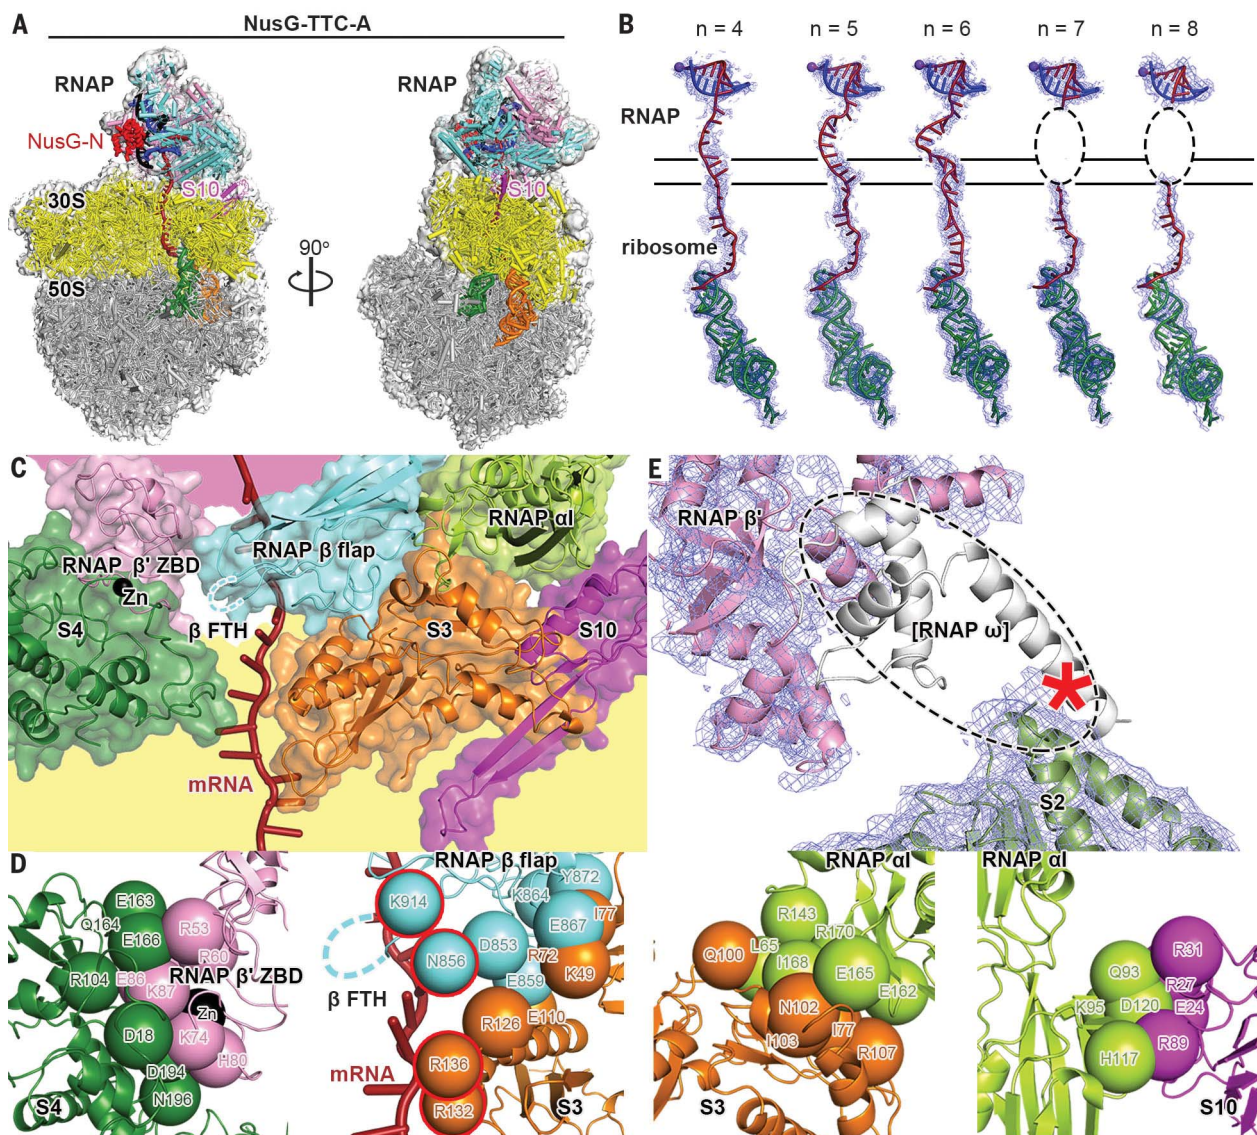 A
NusG-TTC-A
RNAP
RNAP
NusG-N
S10
S10
30S
90°
50S
B
n = 4
n = 5
n = 6
n = 7
n = 8
RNAP
ribosome
C
RNAP αI
RNAP β flap
RNAP β' ZBD
Zn
S4
β FTH
S3
S10
mRNA
E
RNAP β'
[RNAP ω]
*
S2
D
E163
Q164
R53
E166
R60
RNAP β' ZBD
R104
E86
K87
Zn
D18
K74
H80
D194
N196
S4
RNAP β flap
Y872
K864
K914
I77
E867
D853
R72
N856
K49
E859
β FTH
E110
R126
R136
mRNA
R132
S3
RNAP αI
R143
R170
L65
Q100
I168
E165
E162
N102
I77
I103
R107
S3
RNAP αI
R31
Q93
R27
K95
D120
E24
R89
H117
S10